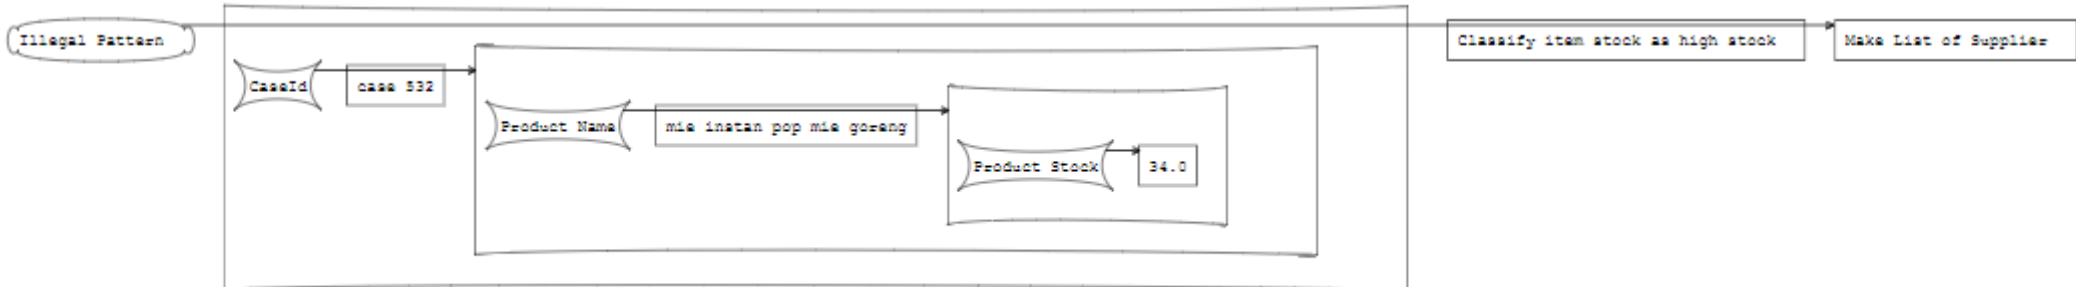 Illegal Pattern
Classify item stock as high stock
Make List of Supplier
CaseId
case 532
Product Name
mie instan pop mie goreng
Product Stock
34.0